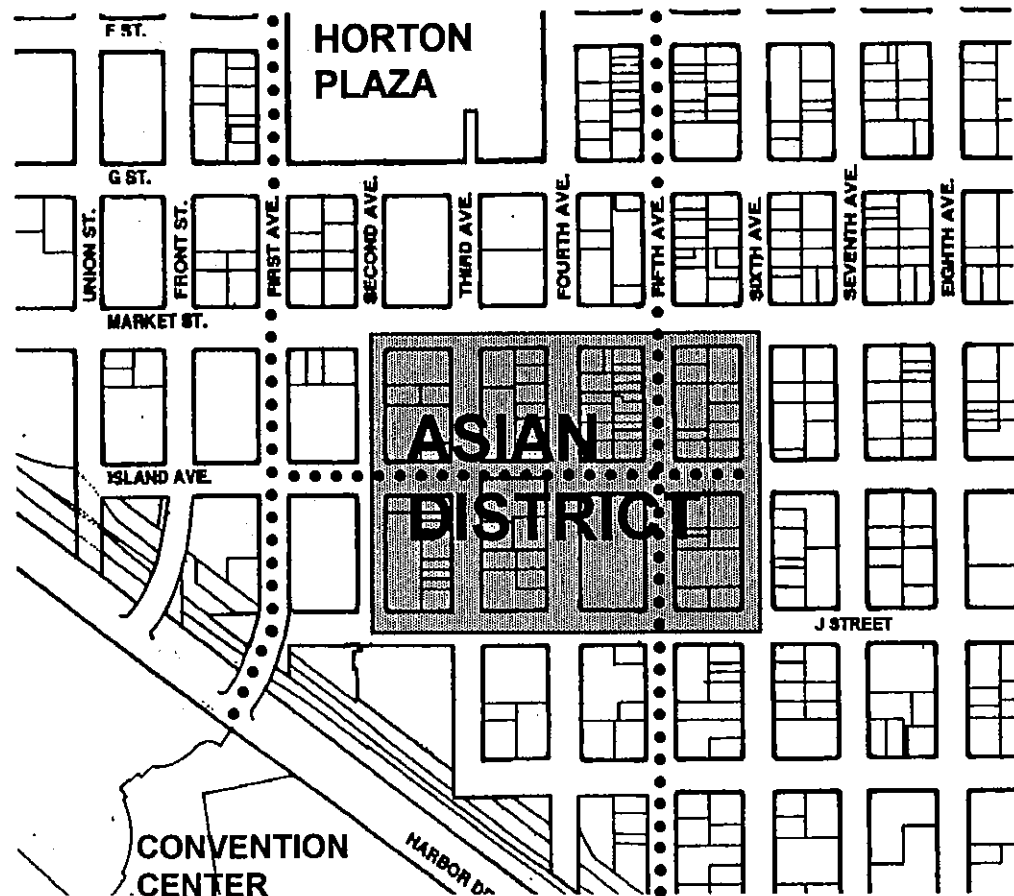 F ST.
HORTON
PLAZA
G ST.
UNION ST.
FRONT ST.
FIRST AVE.
SECOND AVE.
THIRD AVE.
FOURTH AVE.
FIFTH AVE.
SIXTH AVE.
SEVENTH AVE.
EIGHTH AVE.
MARKET ST.
ASIAN
DISTRICT
ISLAND AVE.
J STREET
CONVENTION
CENTER
HARBOR DR